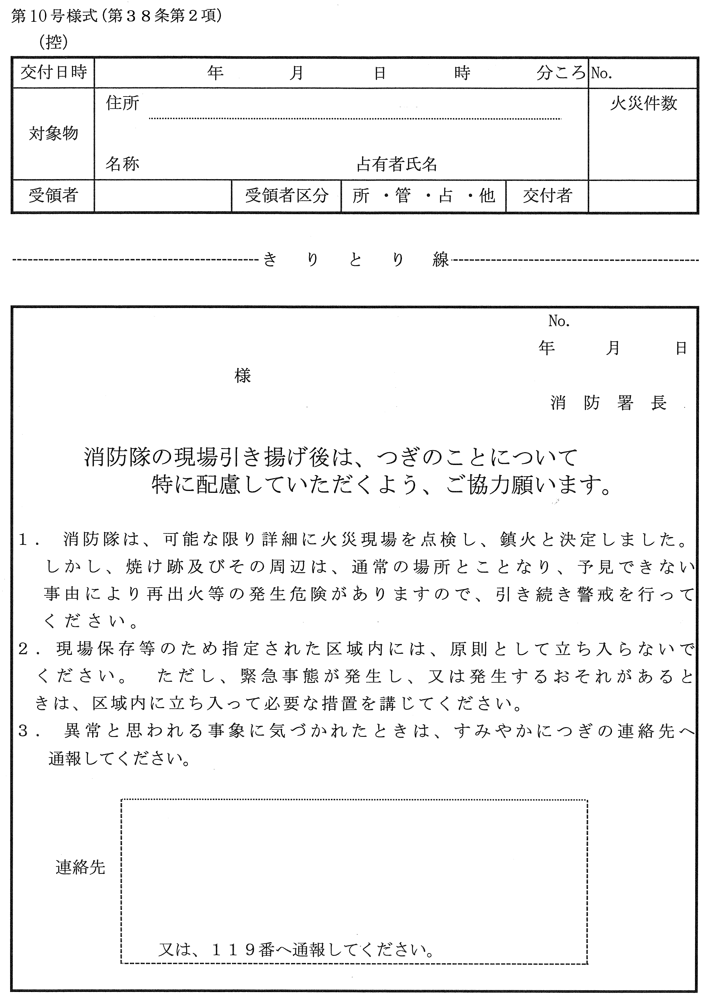 第10号様式(第３８条第２項)
(控)
交付日時 年 月 日 時 分ころ No.
対象物 住所 火災件数
名称 占有者氏名
受領者 受領者区分 所 ・管 ・占 ・他 交付者
きりとり線
No.
年 月 日
様
消防署長
消防隊の現場引き揚げ後は、つぎのことについて
特に配慮していただくよう、ご協力願います。
１． 消防隊は、可能な限り詳細に火災現場を点検し、鎮火と決定しました。
しかし、焼け跡及びその周辺は、通常の場所とことなり、予見できない
事由により再出火等の発生危険がありますので、引き続き警戒を行って
ください。
２．現場保存等のため指定された区域内には、原則として立ち入らないで
ください。 ただし、緊急事態が発生し、又は発生するおそれがあると
きは、区域内に立ち入って必要な措置を講じてください。
３． 異常と思われる事象に気づかれたときは、すみやかにつぎの連絡先へ
通報してください。
連絡先
又は、１１９番へ通報してください。